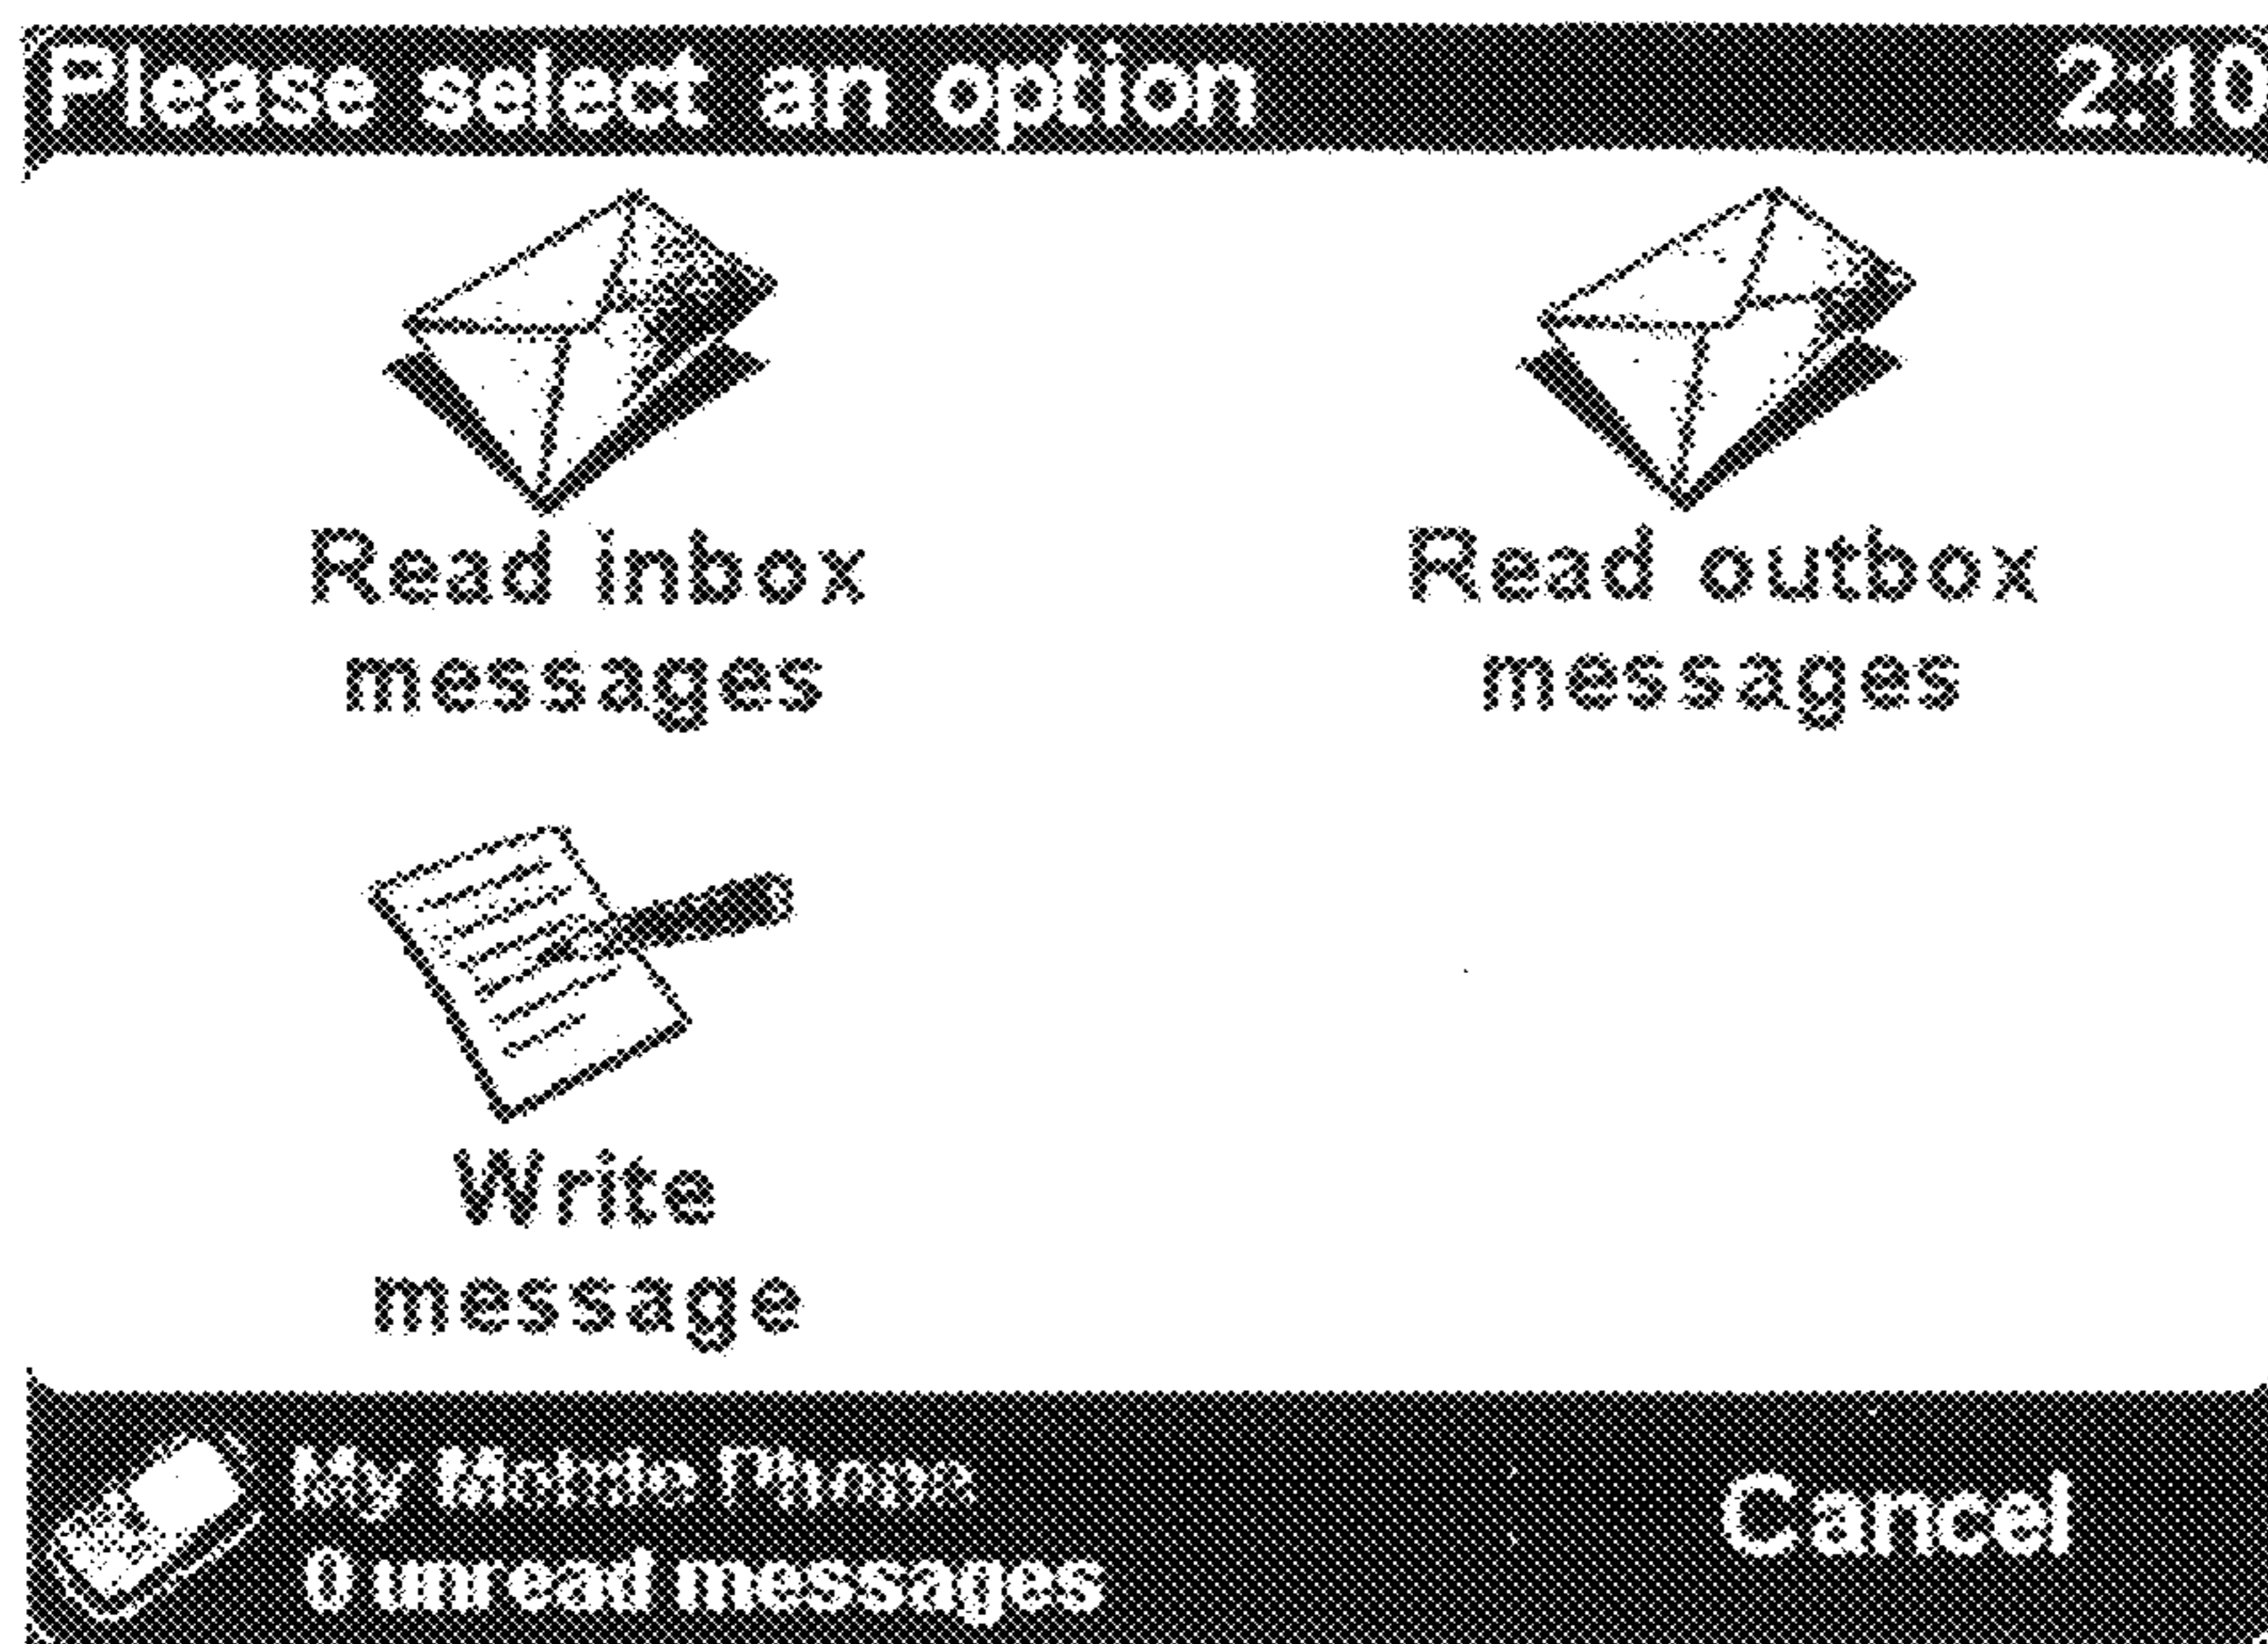 Please select an option 2:10
Read inbox
messages
Read outbox
messages
Write
message
My Mobile Phone
0 unread messages
Cancel